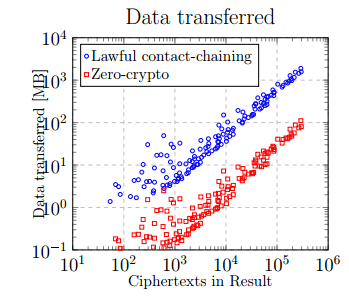 Data transferred
Lawful contact-chaining
Zero-crypto
Data transferred [MB]
10^4
10^3
10^2
10^1
10^0
10^−1
10^1 10^2 10^3 10^4 10^5 10^6
Ciphertexts in Result